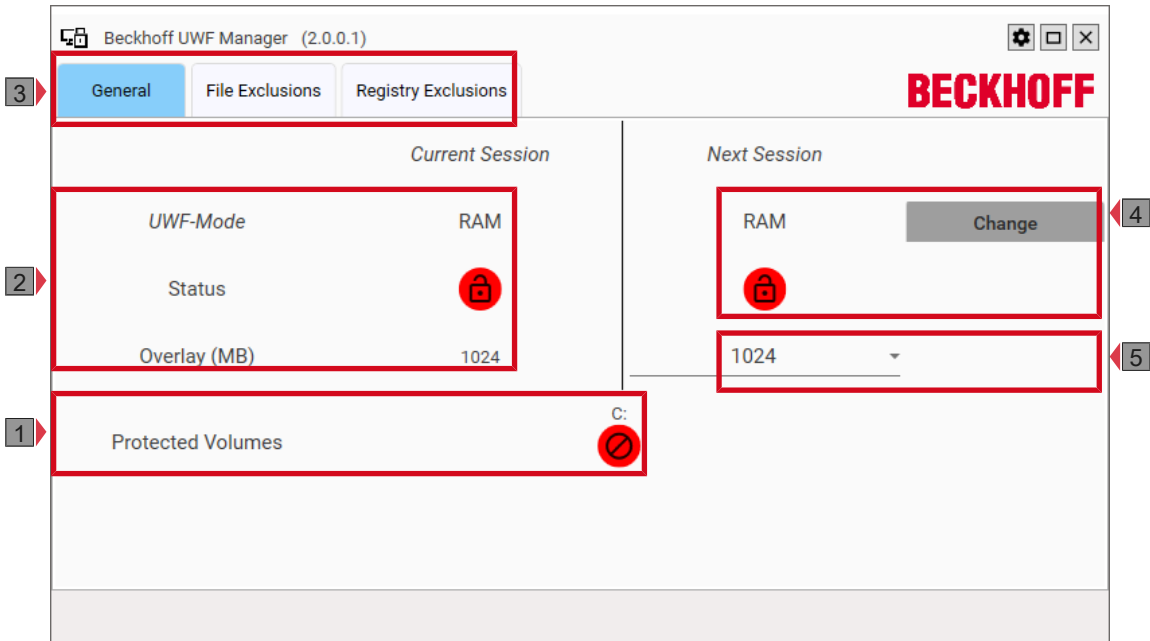 Beckhoff UWF Manager (2.0.0.1)
3
General File Exclusions Registry Exclusions
BECKHOFF
Current Session Next Session
UWF-Mode RAM RAM Change
4
2
Status
Overlay (MB) 1024 1024
5
C:
1
Protected Volumes